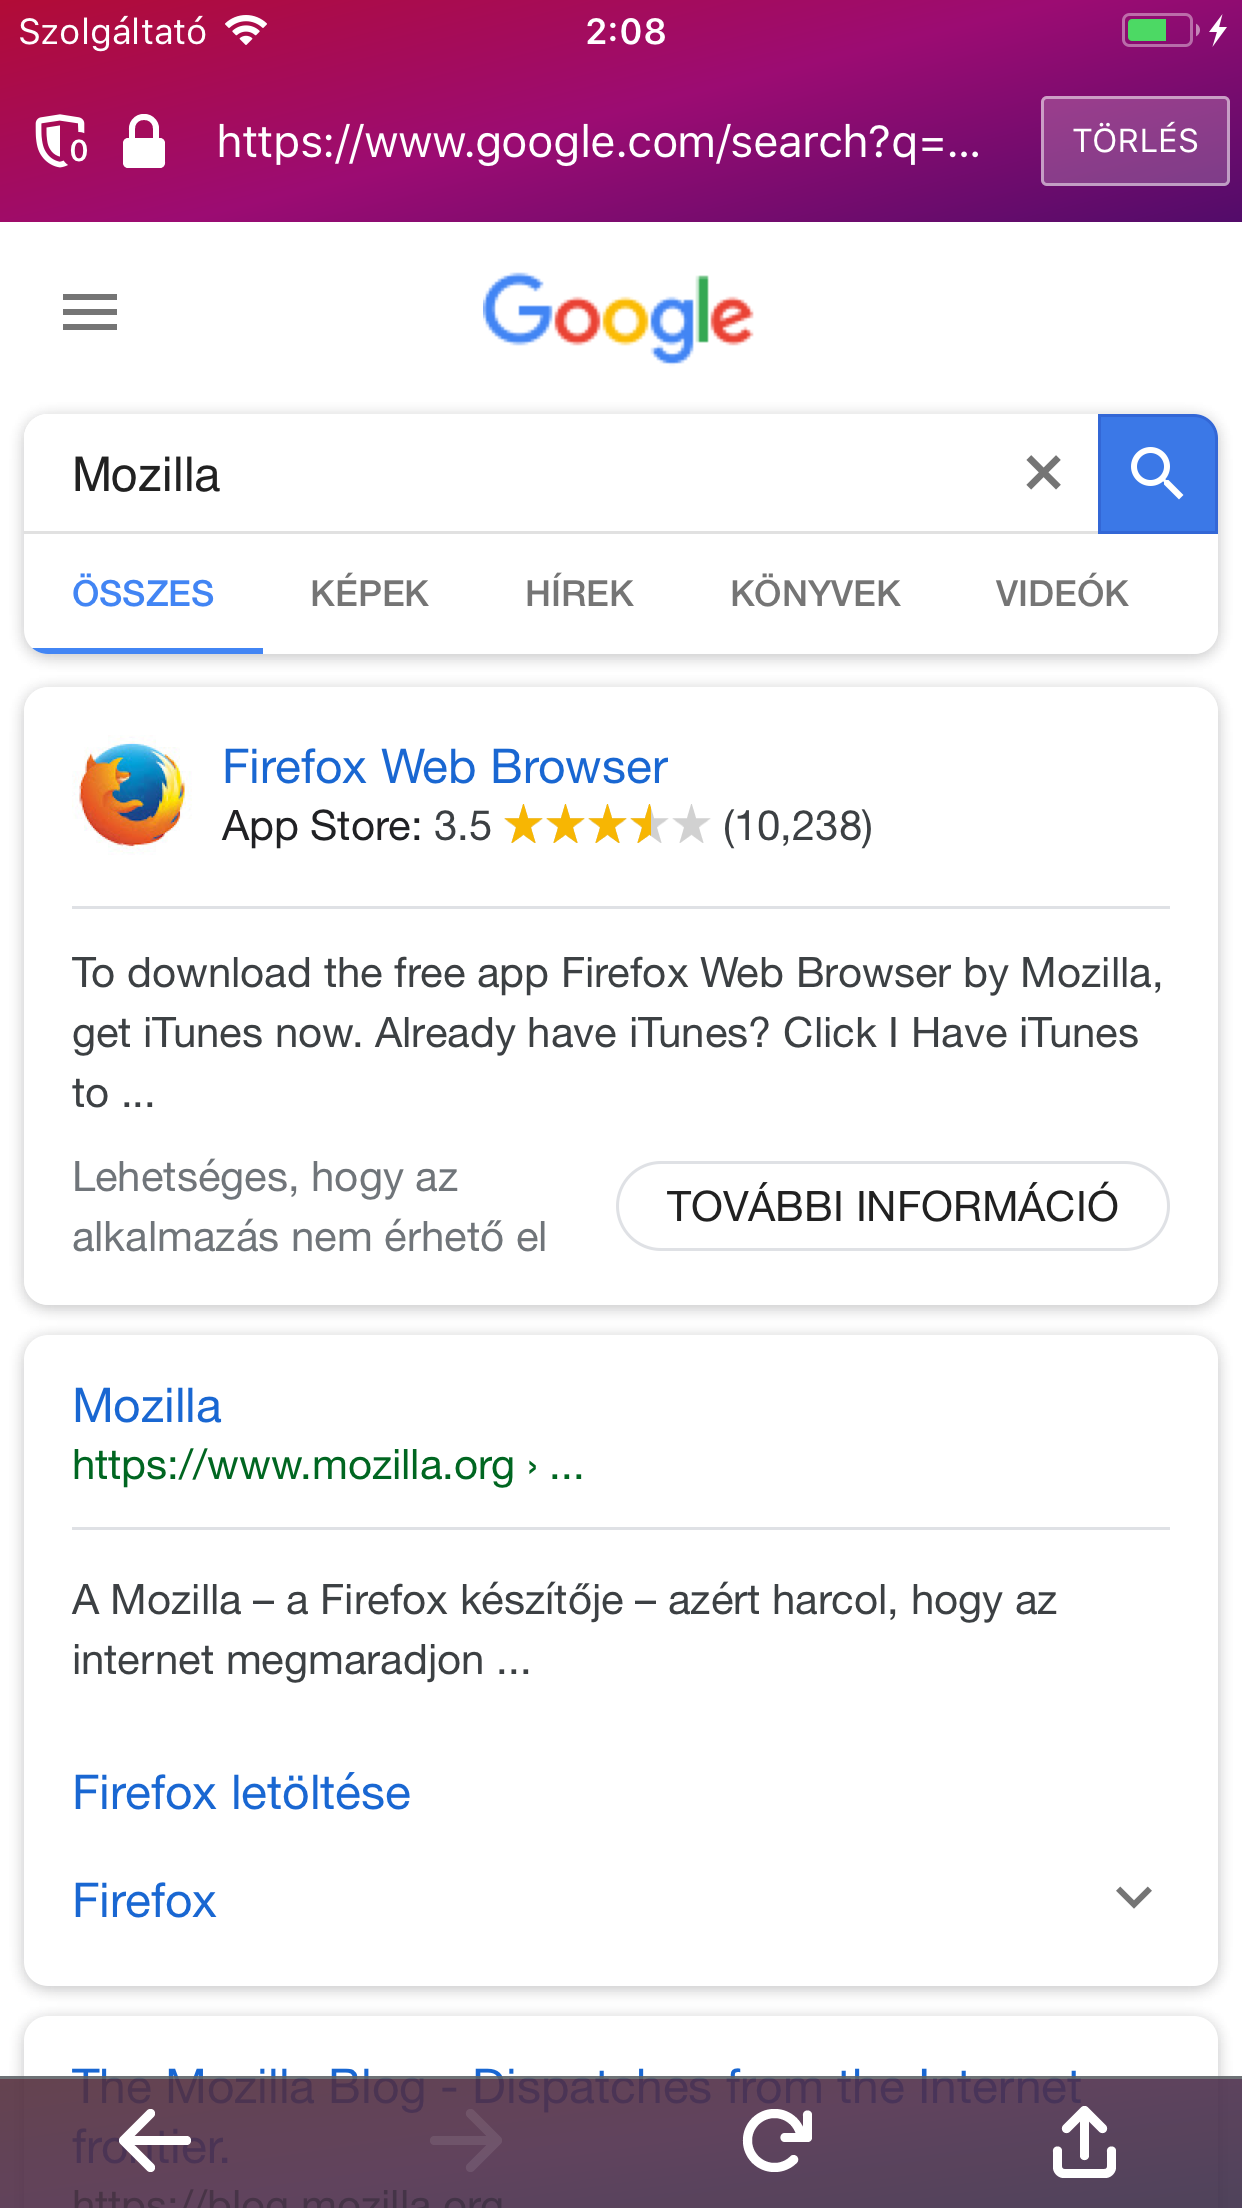 Szolgáltató 2:08
0 https://www.google.com/search?q=... TÖRLÉS
Google
Mozilla
ÖSSZES KÉPEK HÍREK KÖNYVEK VIDEÓK
Firefox Web Browser
App Store: 3.5 (10,238)
To download the free app Firefox Web Browser by Mozilla,
get iTunes now. Already have iTunes? Click I Have iTunes
to ...
Lehetséges, hogy az
alkalmazás nem érhető el
TOVÁBBI INFORMÁCIÓ
Mozilla
https://www.mozilla.org › ...
A Mozilla – a Firefox készítője – azért harcol, hogy az
internet megmaradjon ...
Firefox letöltése
Firefox
The Mozilla Blog - Dispatches from the Internet
frontier.
https://blog.mozilla.org